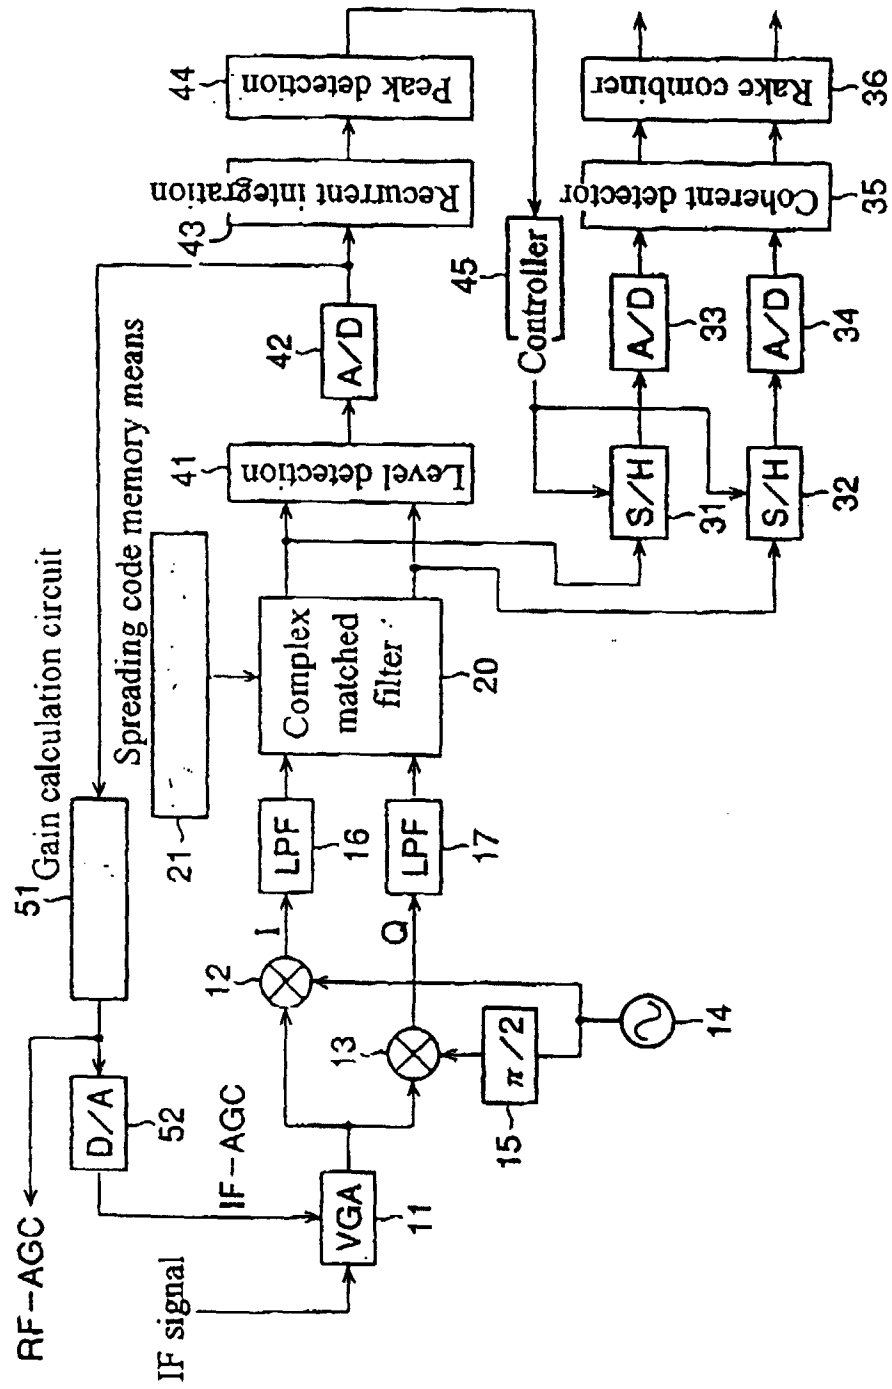 RF-AGC
51 Gain calculation circuit
D/A
52
Spreading code memory means
21
IF-AGC
IF signal
VGA
11
12
I
13
Q
14
π/2
15
LPF
16
LPF
17
Complex
matched
filter
20
Level detection
41
A/D
42
Recurrent integration
43
Peak detection
44
Controller
45
S/H
31
S/H
32
A/D
33
A/D
34
Coherent detector
35
Rake combiner
36